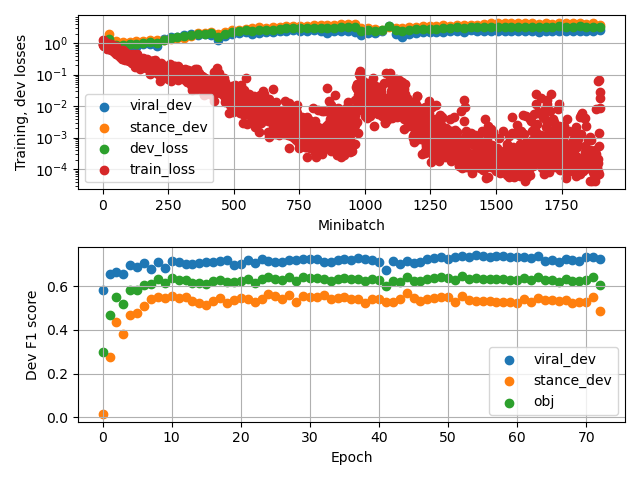 Training, dev losses
10⁰
10⁻¹
10⁻²
10⁻³
10⁻⁴
viral_dev
stance_dev
dev_loss
train_loss
0 250 500 750 1000 1250 1500 1750
Minibatch
Dev F1 score
0.6
0.4
0.2
0.0
viral_dev
stance_dev
obj
0 10 20 30 40 50 60 70
Epoch